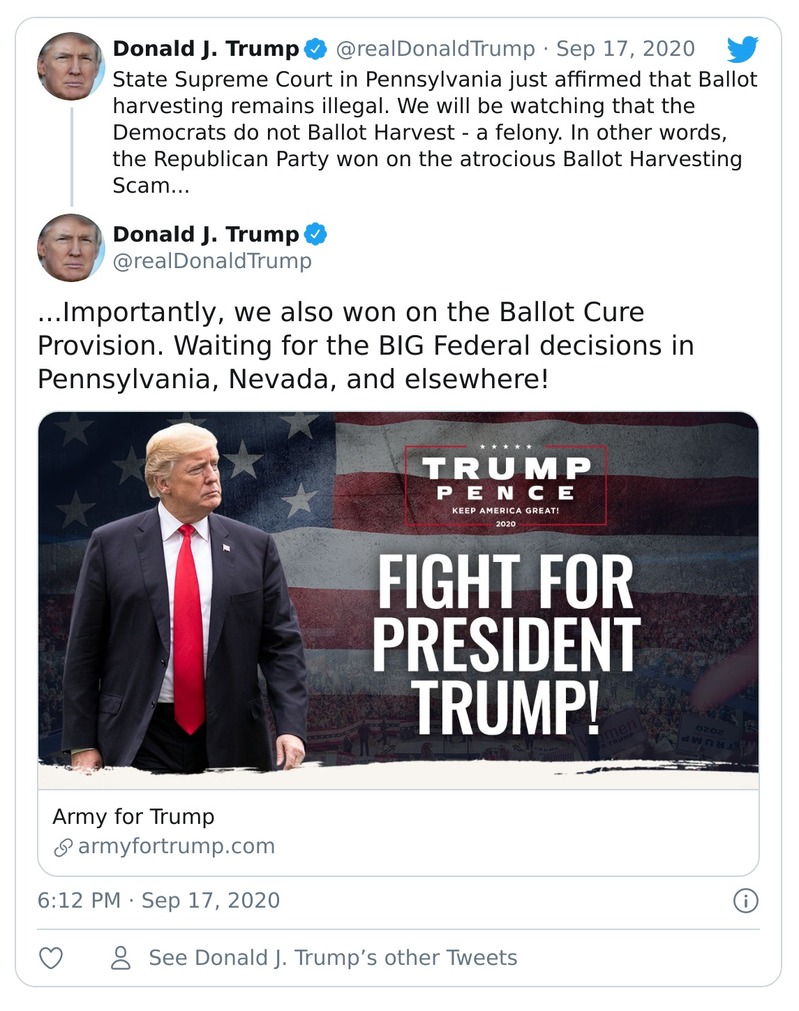 Donald J. Trump @realDonaldTrump · Sep 17, 2020
State Supreme Court in Pennsylvania just affirmed that Ballot
harvesting remains illegal. We will be watching that the
Democrats do not Ballot Harvest - a felony. In other words,
the Republican Party won on the atrocious Ballot Harvesting
Scam...
Donald J. Trump
@realDonaldTrump
...Importantly, we also won on the Ballot Cure
Provision. Waiting for the BIG Federal decisions in
Pennsylvania, Nevada, and elsewhere!
TRUMP
PENCE
KEEP AMERICA GREAT!
2020
FIGHT FOR
PRESIDENT
TRUMP!
Army for Trump
armyfortrump.com
6:12 PM · Sep 17, 2020
See Donald J. Trump’s other Tweets